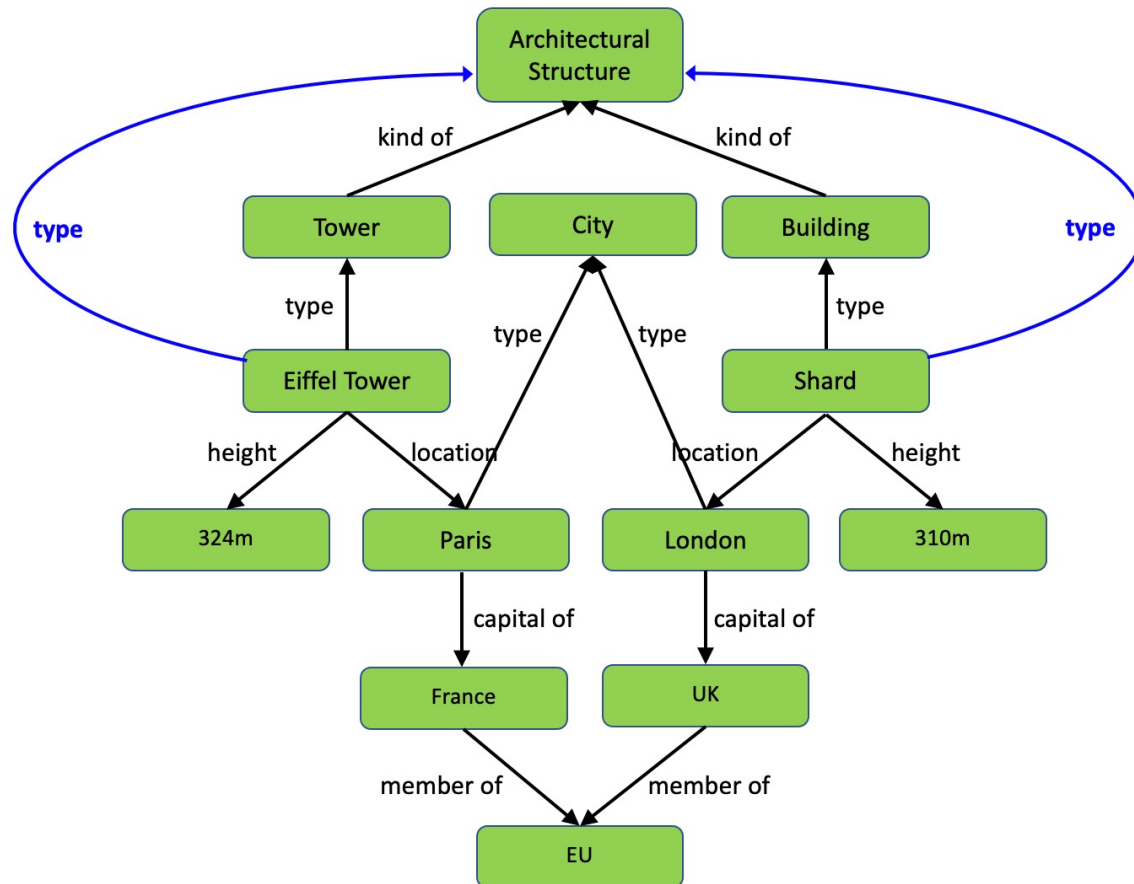 Architectural
Structure
kind of
kind of
Tower
City
Building
type
type
type
type
type
type
Eiffel Tower
Shard
height
location
location
height
324m
Paris
London
310m
capital of
capital of
France
UK
member of
member of
EU